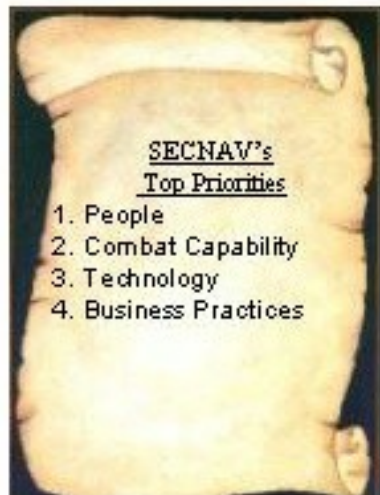 SECNAV's
Top Priorities
1. People
2. Combat Capability
3. Technology
4. Business Practices